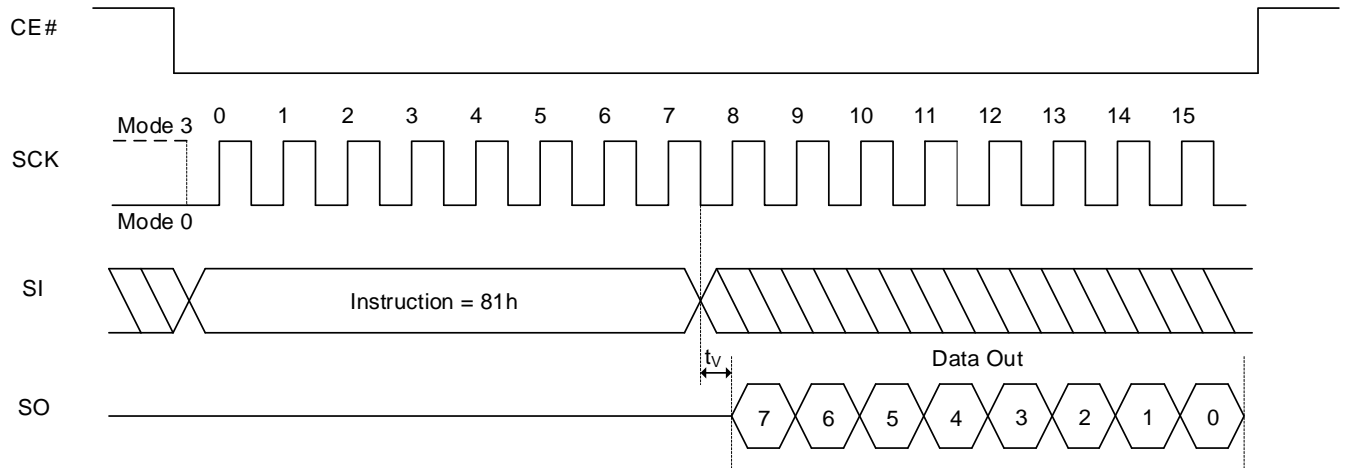 CE#
0 1 2 3 4 5 6 7 8 9 10 11 12 13 14 15
Mode 3
SCK
Mode 0
SI
Instruction = 81h
tV
Data Out
SO
7 6 5 4 3 2 1 0